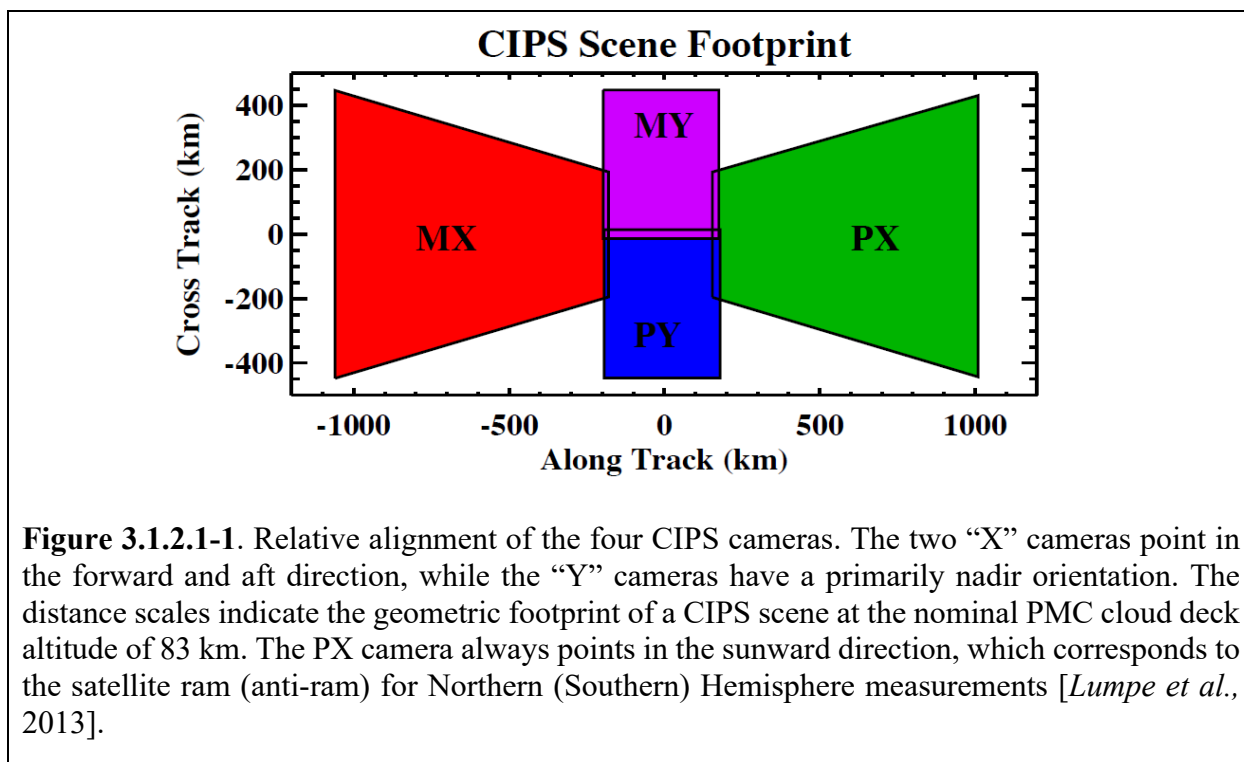 CIPS Scene Footprint
400
200
0
-200
-400
Cross Track (km)
MY
MX
PX
PY
-1000
-500
0
500
1000
Along Track (km)
Figure 3.1.2.1-1. Relative alignment of the four CIPS cameras. The two “X” cameras point in
the forward and aft direction, while the “Y” cameras have a primarily nadir orientation. The
distance scales indicate the geometric footprint of a CIPS scene at the nominal PMC cloud deck
altitude of 83 km. The PX camera always points in the sunward direction, which corresponds to
the satellite ram (anti-ram) for Northern (Southern) Hemisphere measurements [Lumpe et al.,
2013].